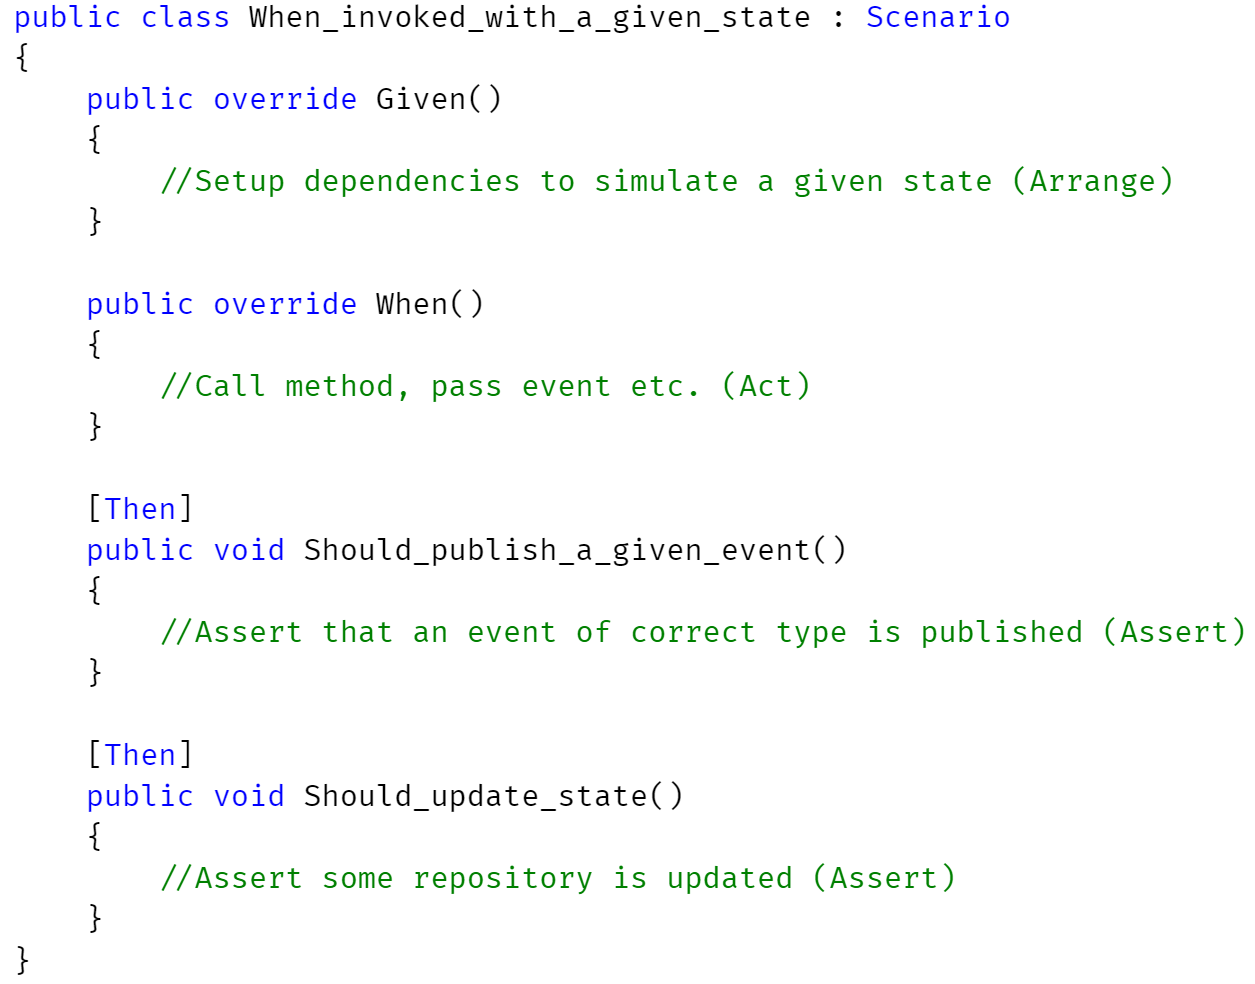 public class When_invoked_with_a_given_state : Scenario
{
    public override Given()
    {
        //Setup dependencies to simulate a given state (Arrange)
    }

    public override When()
    {
        //Call method, pass event etc. (Act)
    }

    [Then]
    public void Should_publish_a_given_event()
    {
        //Assert that an event of correct type is published (Assert)
    }

    [Then]
    public void Should_update_state()
    {
        //Assert some repository is updated (Assert)
    }
}